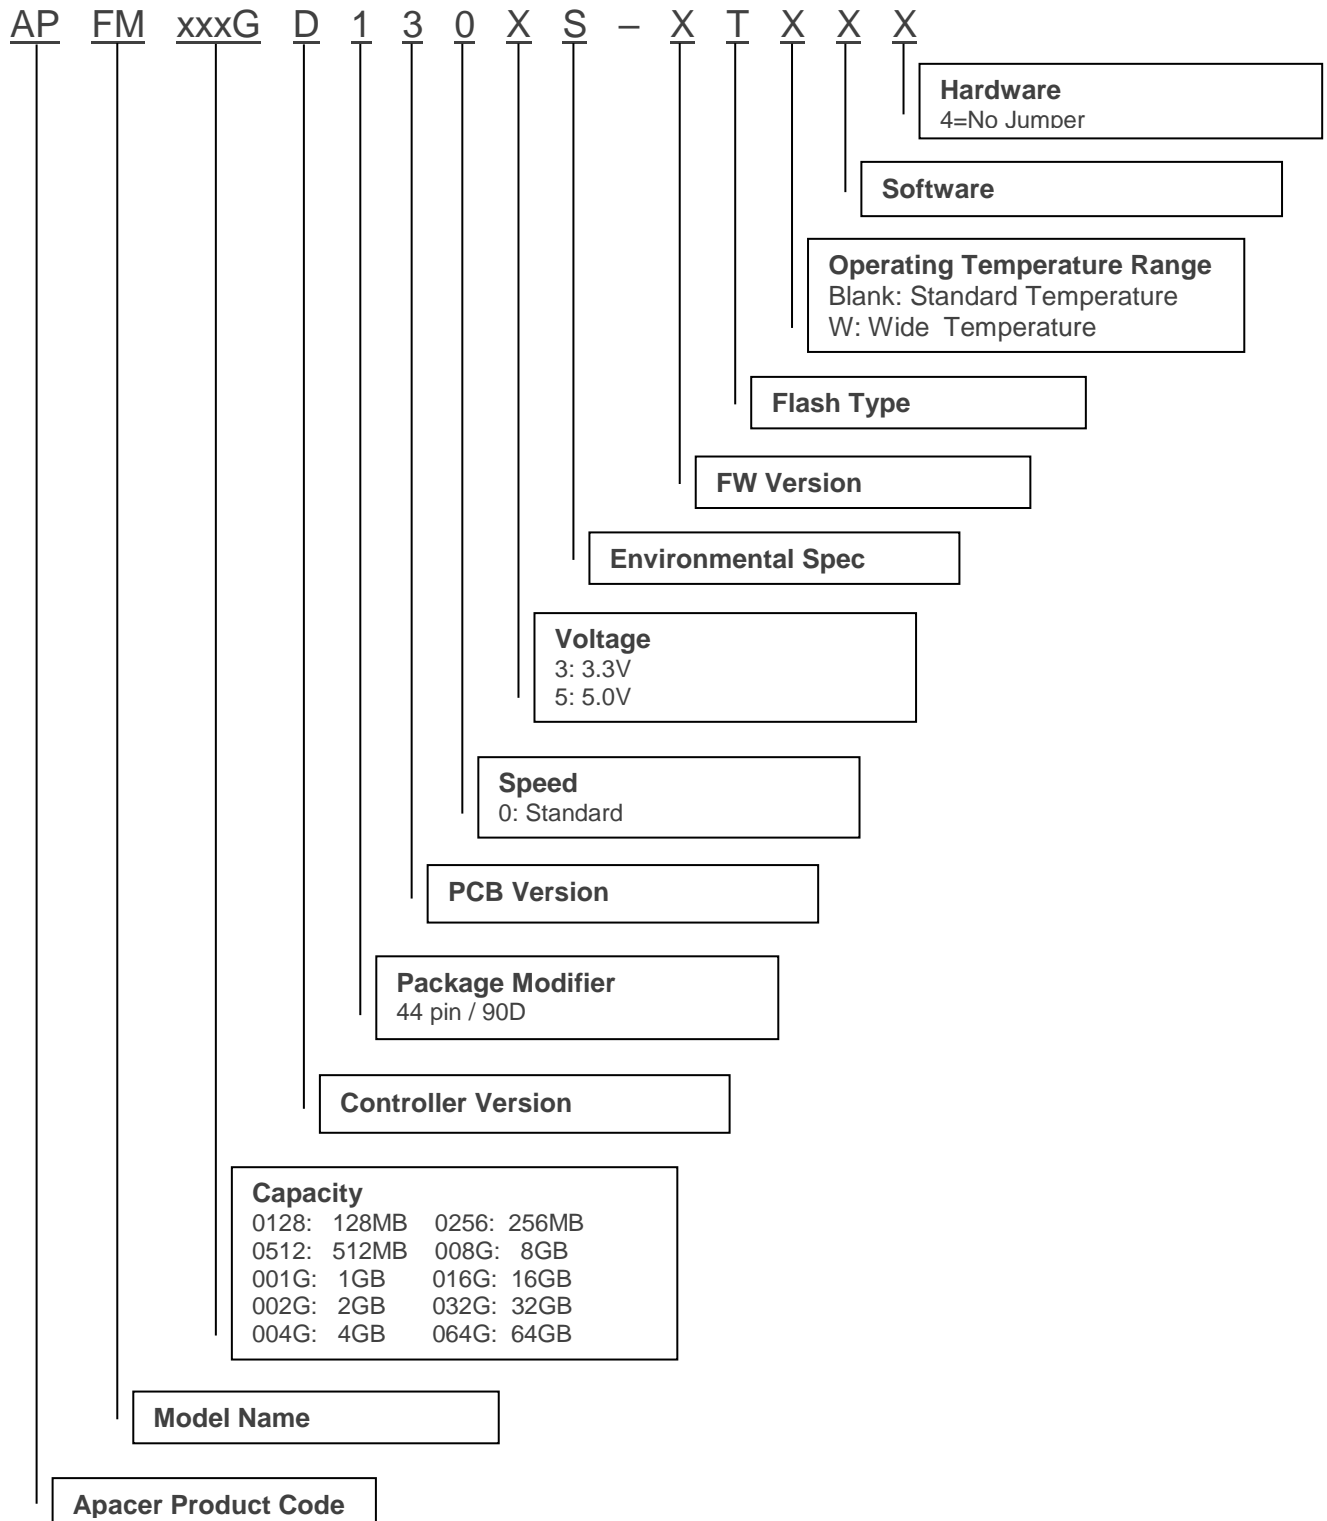 AP FM xxxG D 1 3 0 X S – X T X X X
Hardware
4=No Jumper
Software
Operating Temperature Range
Blank: Standard Temperature
W: Wide Temperature
Flash Type
FW Version
Environmental Spec
Voltage
3: 3.3V
5: 5.0V
Speed
0: Standard
PCB Version
Package Modifier
44 pin / 90D
Controller Version
Capacity
0128: 128MB 0256: 256MB
0512: 512MB 008G: 8GB
001G: 1GB 016G: 16GB
002G: 2GB 032G: 32GB
004G: 4GB 064G: 64GB
Model Name
Apacer Product Code